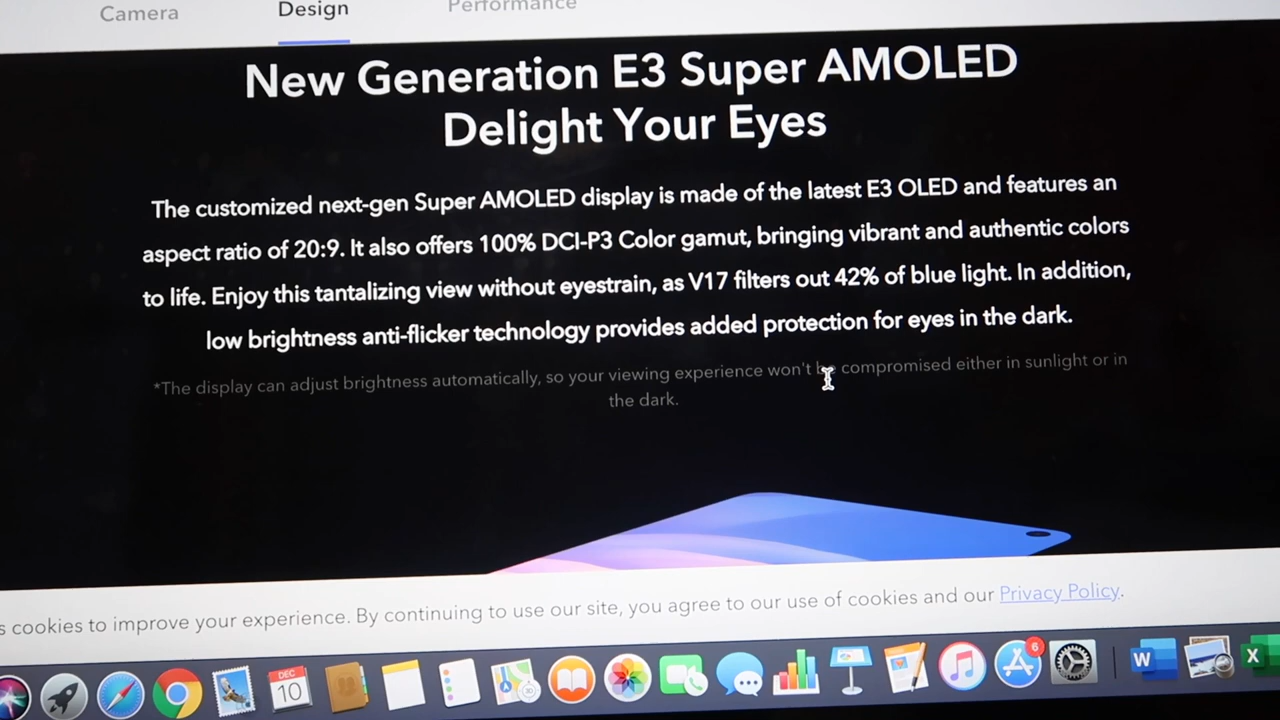 Camera Design Performance
New Generation E3 Super AMOLED
Delight Your Eyes
The customized next-gen Super AMOLED display is made of the latest E3 OLED and features an
aspect ratio of 20:9. It also offers 100% DCI-P3 Color gamut, bringing vibrant and authentic colors
to life. Enjoy this tantalizing view without eyestrain, as V17 filters out 42% of blue light. In addition,
low brightness anti-flicker technology provides added protection for eyes in the dark.
*The display can adjust brightness automatically, so your viewing experience won't be compromised either in sunlight or in
the dark.
s cookies to improve your experience. By continuing to use our site, you agree to our use of cookies and our Privacy Policy.
DEC
10
6
W
X